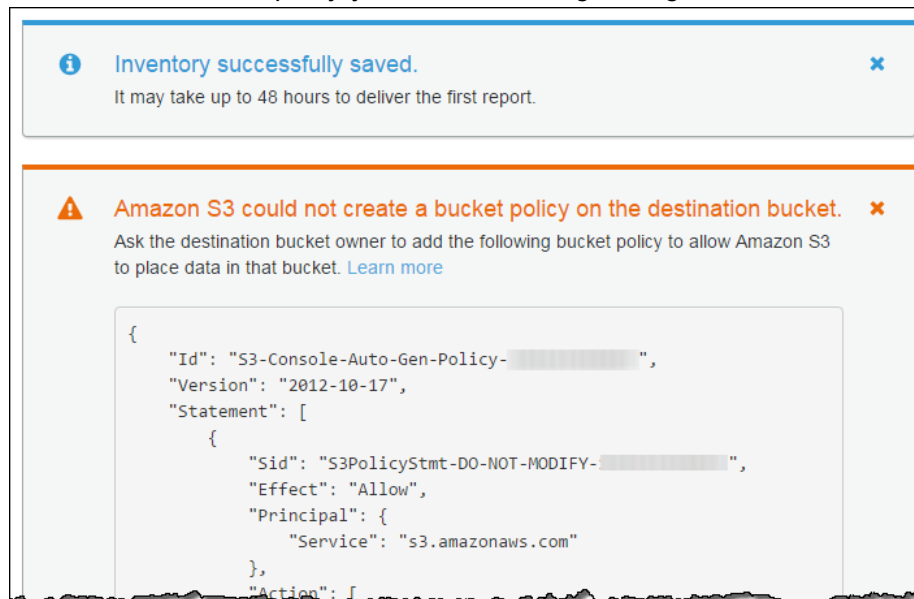 Inventory successfully saved.
It may take up to 48 hours to deliver the first report.
Amazon S3 could not create a bucket policy on the destination bucket.
Ask the destination bucket owner to add the following bucket policy to allow Amazon S3
to place data in that bucket. Learn more
{
"Id": "S3-Console-Auto-Gen-Policy- ",
"Version": "2012-10-17",
"Statement": [
{
"Sid": "S3PolicyStmt-DO-NOT-MODIFY- ",
"Effect": "Allow",
"Principal": {
"Service": "s3.amazonaws.com"
},
"Action": [